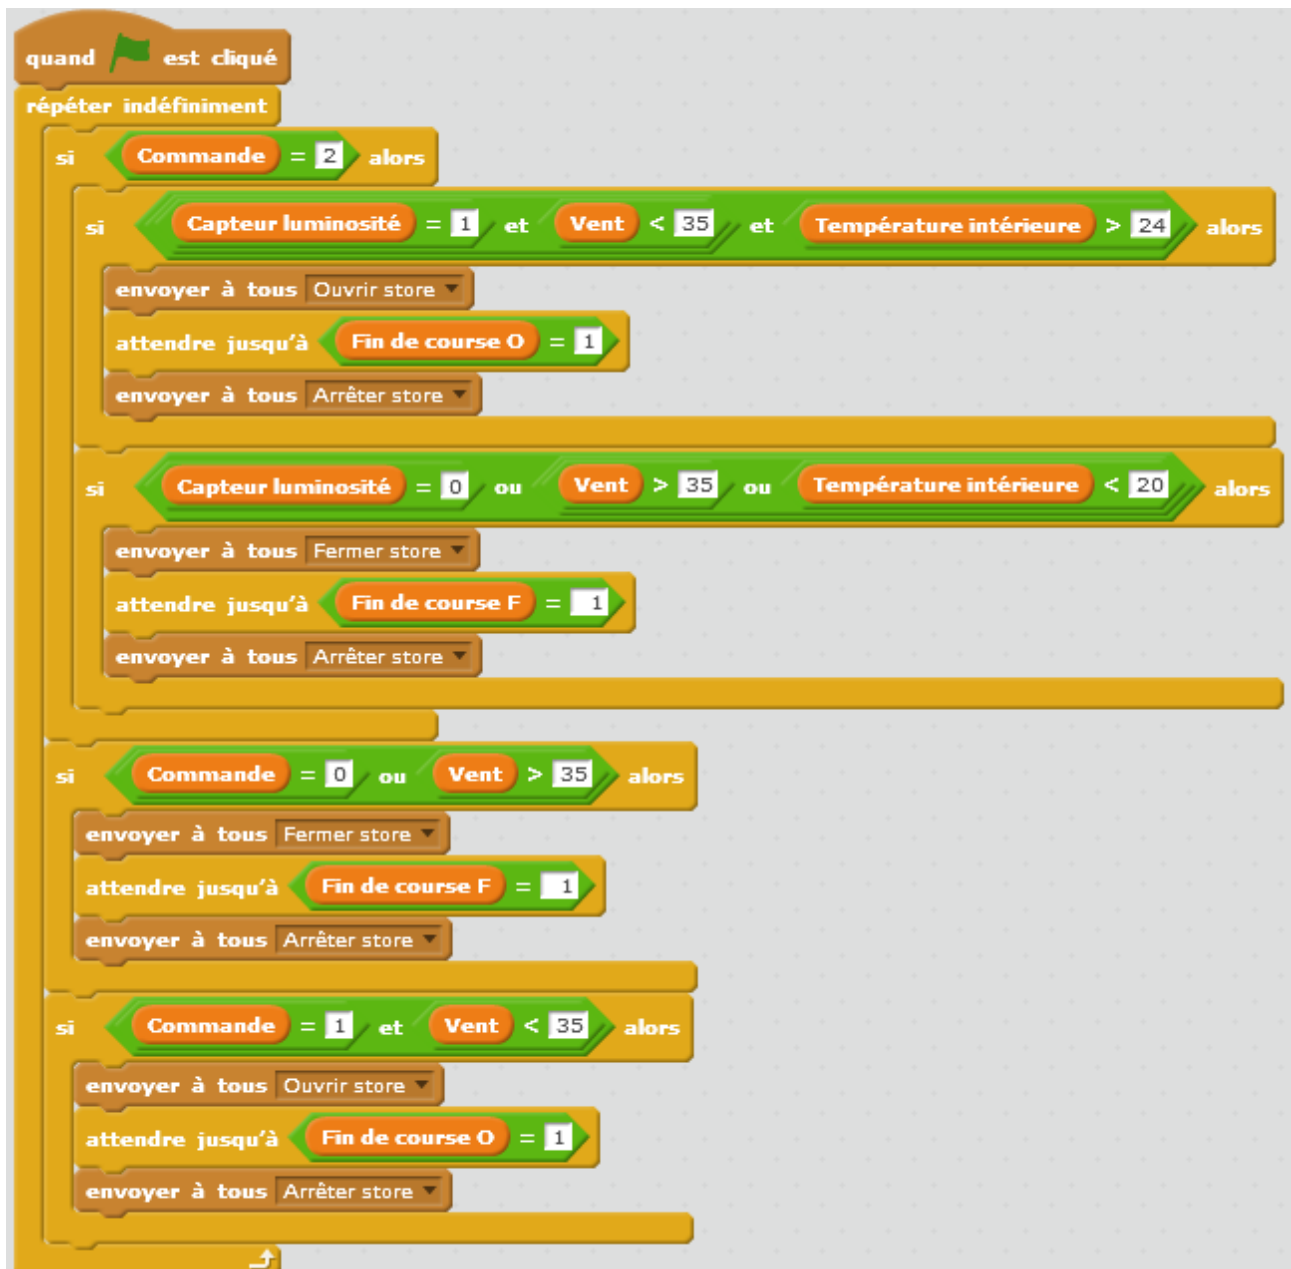 quand est cliqué
répéter indéfiniment
si Commande = 2 alors
si Capteur luminosité = 1 et Vent < 35 et Température intérieure > 24 alors
envoyer à tous Ouvrir store
attendre jusqu'à Fin de course O = 1
envoyer à tous Arrêter store
si Capteur luminosité = 0 ou Vent > 35 ou Température intérieure < 20 alors
envoyer à tous Fermer store
attendre jusqu'à Fin de course F = 1
envoyer à tous Arrêter store
si Commande = 0 ou Vent > 35 alors
envoyer à tous Fermer store
attendre jusqu'à Fin de course F = 1
envoyer à tous Arrêter store
si Commande = 1 et Vent < 35 alors
envoyer à tous Ouvrir store
attendre jusqu'à Fin de course O = 1
envoyer à tous Arrêter store